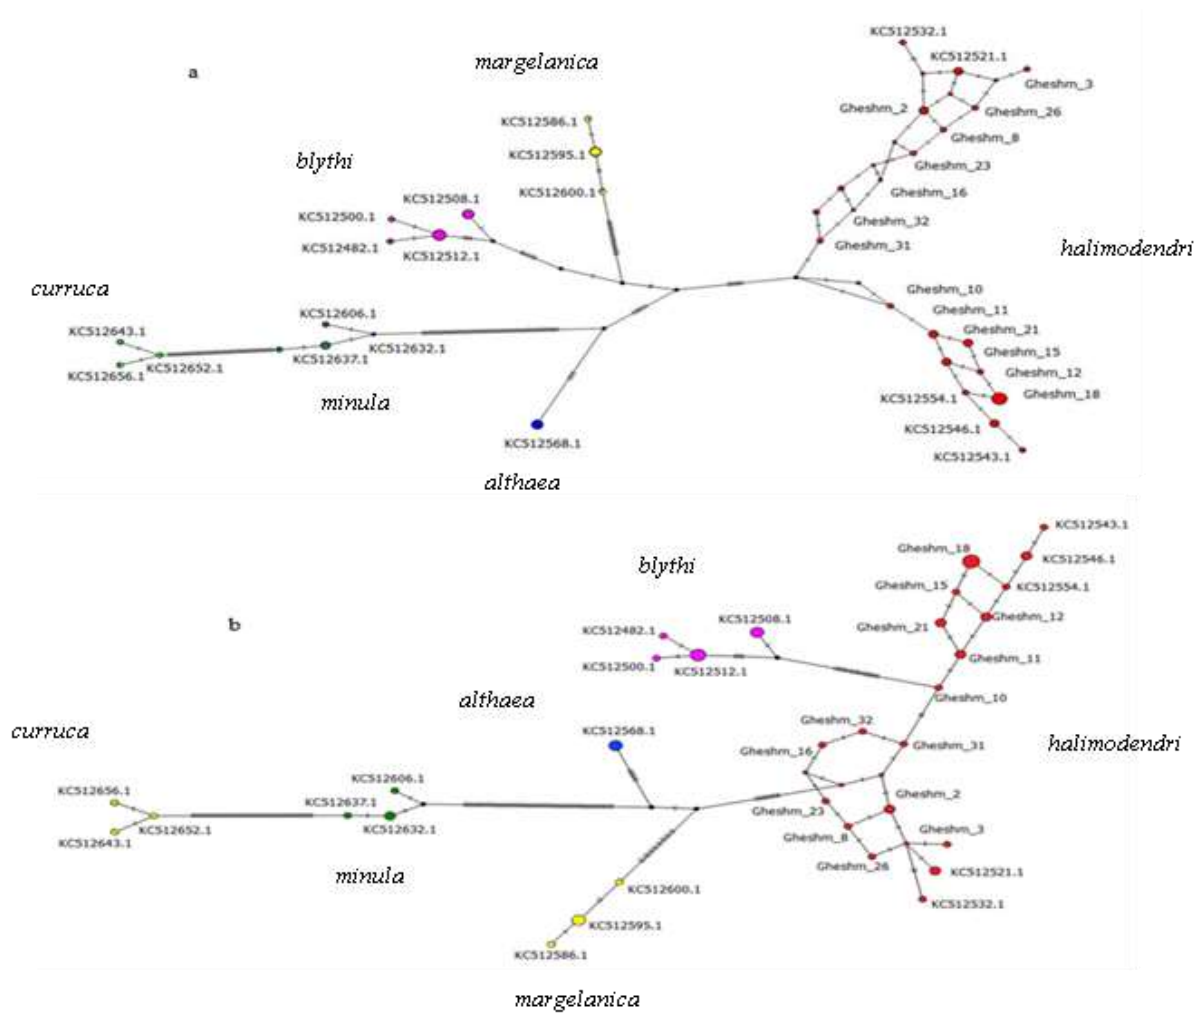 KC512532.1
margelanica
KC512521.1
a
Gheshm_3
Gheshm_2
Gheshm_26
KC512586.1
Gheshm_8
KC512595.1
blythi
Gheshm_23
KC512600.1
Gheshm_16
KC512508.1
KC512500.1
Gheshm_32
KC512482.1
KC512512.1
Gheshm_31
halimodendri
curruca
Gheshm_10
Gheshm_11
KC512606.1
KC512643.1
Gheshm_21
KC512632.1
Gheshm_15
KC512637.1
KC512652.1
KC512656.1
Gheshm_12
Gheshm_18
KC512554.1
minula
KC512546.1
KC512568.1
KC512543.1
althaea
KC512543.1
Gheshm_18
KC512546.1
blythi
Gheshm_15
KC512554.1
b
KC512508.1
Gheshm_12
KC512482.1
Gheshm_21
KC512500.1
KC512512.1
Gheshm_11
althaea
Gheshm_10
Gheshm_32
curruca
KC512568.1
Gheshm_31
halimodendri
Gheshm_16
KC512606.1
KC512656.1
KC512637.1
Gheshm_2
Gheshm_23
KC512652.1
KC512632.1
Gheshm_3
KC512643.1
Gheshm_8
Gheshm_26
minula
KC512521.1
KC512600.1
KC512532.1
KC512595.1
KC512586.1
margelanica